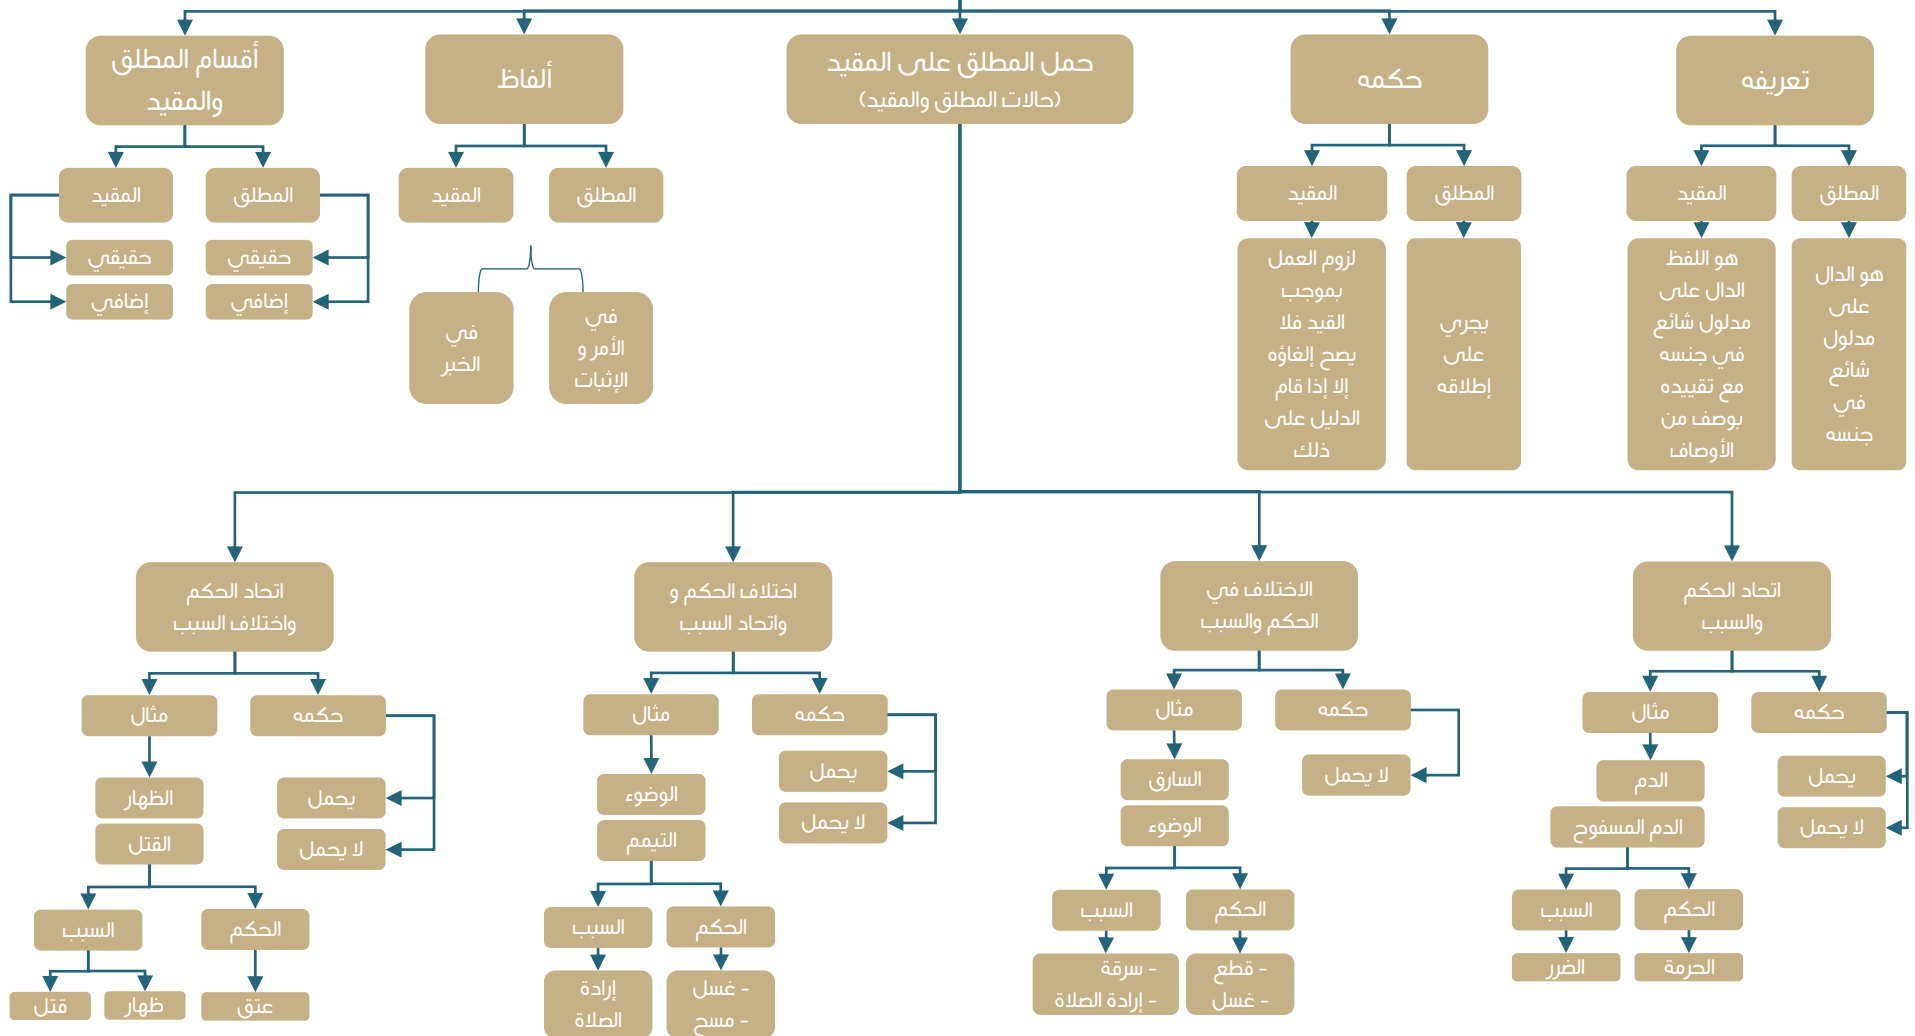 تعريفه
حكمه
حمل المطلق على المقيد
(حالات المطلق والمقيد)
ألفاظ
أقسام المطلق
والمقيد
المطلق
المقيد
هو الدال
على
مدلول
شائع
في
جنسه
هو اللفظ
الدال على
مدلول شائع
في جنسه
مع تقييده
بوصف من
الأوصاف
المطلق
المقيد
يجري
على
إطلاقه
لزوم العمل
بموجب
القيد فلا
يصح إلغاؤه
إلا إذا قام
الدليل على
ذلك
المطلق
المقيد
في
الأمر و
الإثبات
في
الخبر
المطلق
المقيد
حقيقي
إضافي
حقيقي
إضافي
اتحاد الحكم
والسبب
حكمه
مثال
يحمل
لا يحمل
الدم
الدم المسفوح
الحكم
السبب
الحرمة
الضرر
الاختلاف في
الحكم والسبب
حكمه
مثال
لا يحمل
السارق
الوضوء
الحكم
السبب
- قطع
- غسل
- سرقة
- إرادة الصلاة
اختلاف الحكم و
واتحاد السبب
حكمه
مثال
يحمل
لا يحمل
الوضوء
التيمم
الحكم
السبب
- غسل
- مسح
إرادة
الصلاة
اتحاد الحكم
واختلاف السبب
حكمه
مثال
يحمل
لا يحمل
الظهار
القتل
الحكم
السبب
عتق
ظهار
قتل